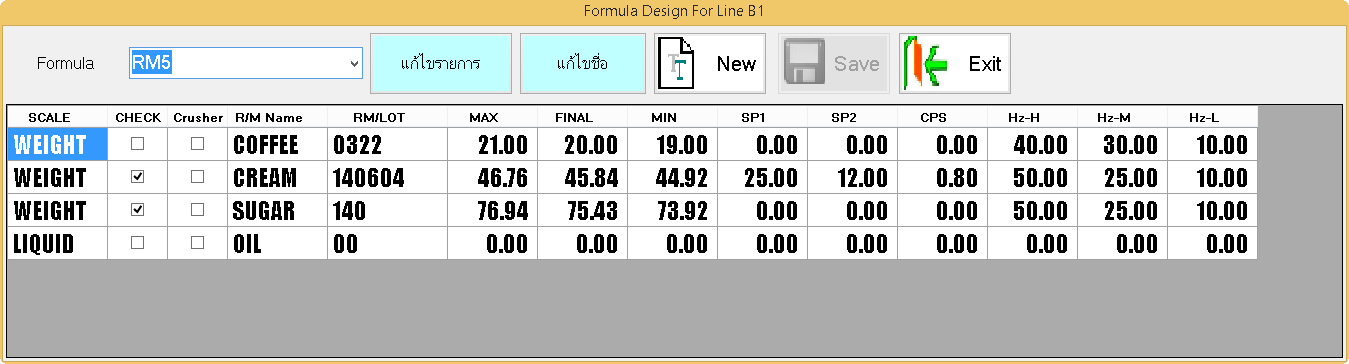 Formula Design For Line B1
Formula RM5 แก้ไขรายการ แก้ไขชื่อ New Save Exit
SCALE CHECK Crusher R/M Name RM/LOT MAX FINAL MIN SP1 SP2 CPS Hz-H Hz-M Hz-L
WEIGHT COFFEE 0322 21.00 20.00 19.00 0.00 0.00 0.00 40.00 30.00 10.00
WEIGHT CREAM 140604 46.76 45.84 44.92 25.00 12.00 0.80 50.00 25.00 10.00
WEIGHT SUGAR 140 76.94 75.43 73.92 0.00 0.00 0.00 50.00 25.00 10.00
LIQUID OIL 00 0.00 0.00 0.00 0.00 0.00 0.00 0.00 0.00 0.00